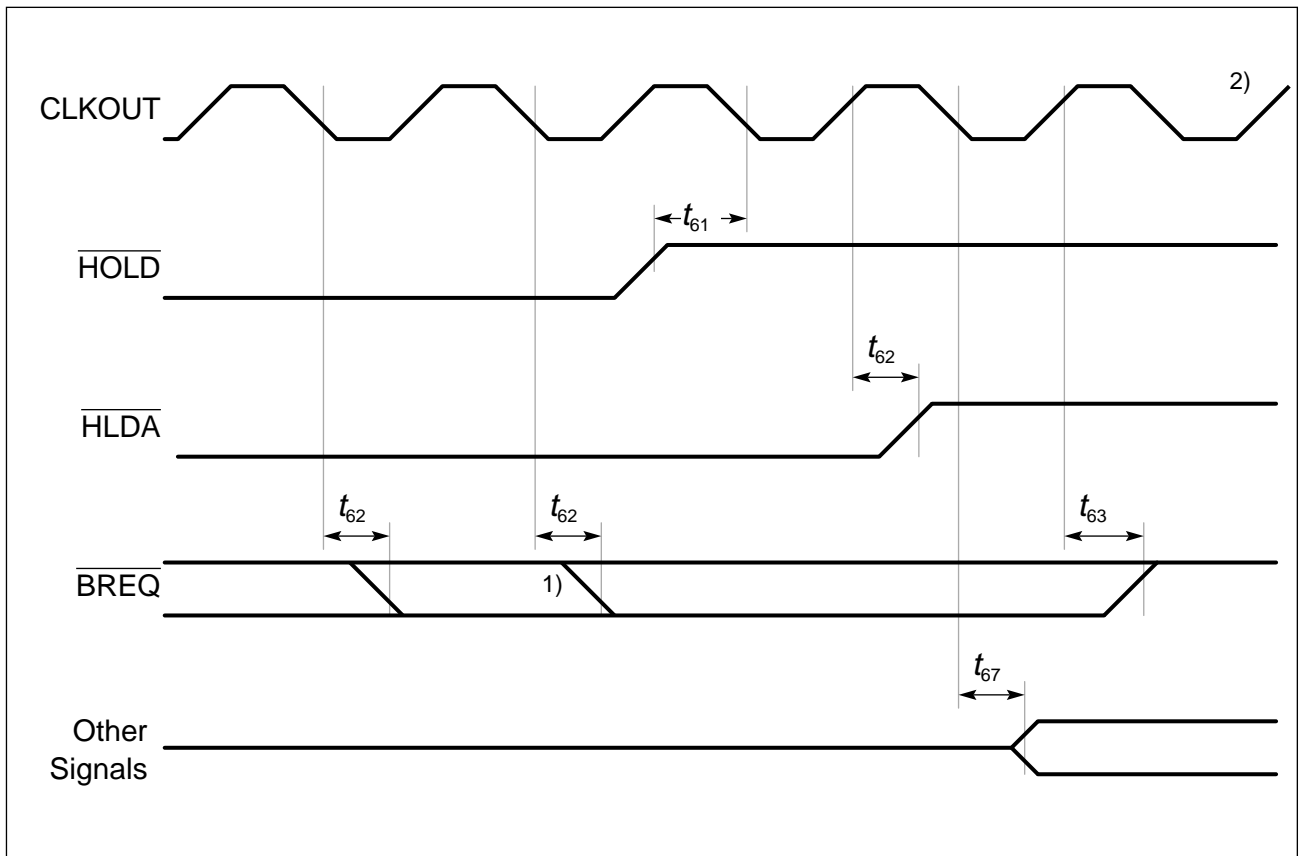 2)
CLKOUT
t61
HOLD
t62
HLDA
t62
t62
t63
BREQ
1)
t67
Other
Signals